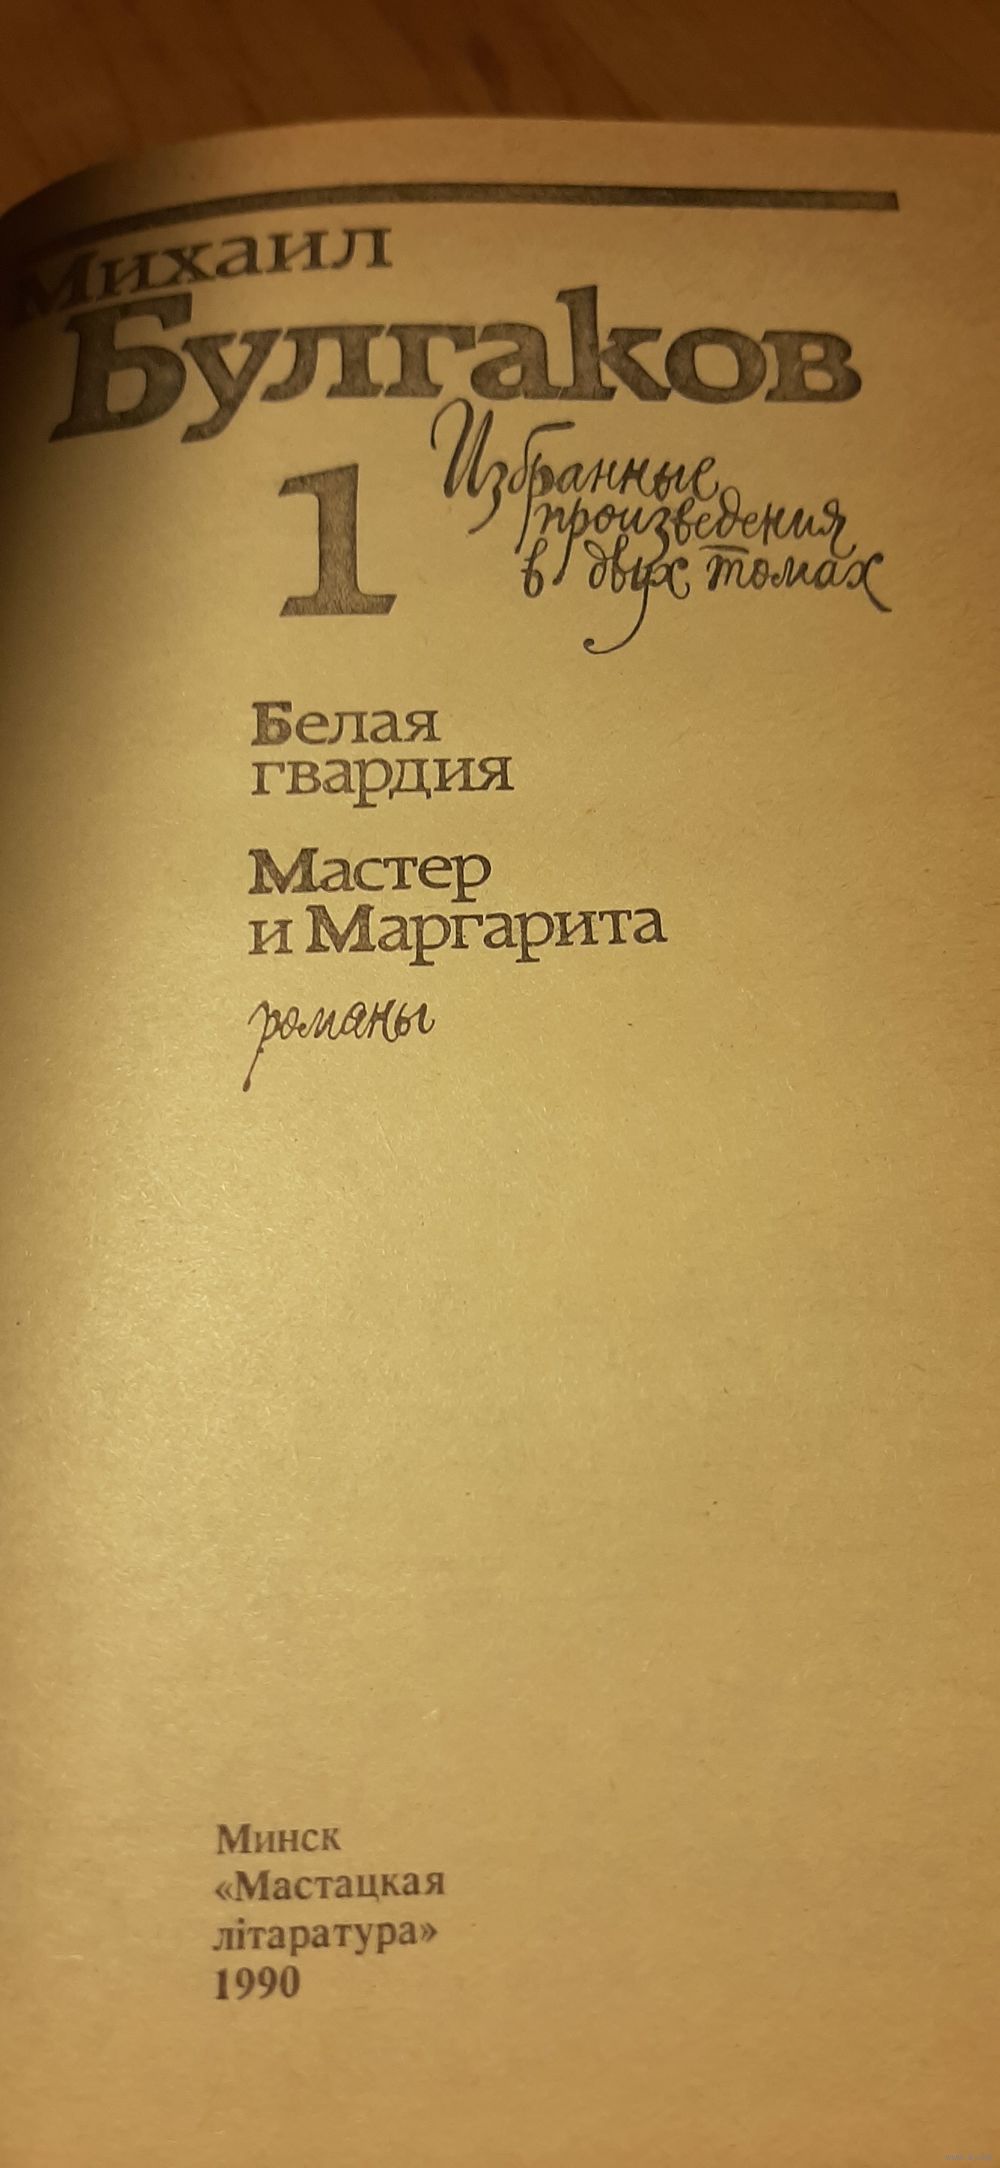 Михаил
Булгаков
1
Избранные
произведения
в двух томах
Белая
гвардия
Мастер
и Маргарита
романы
Минск
«Мастацкая
літаратура»
1990